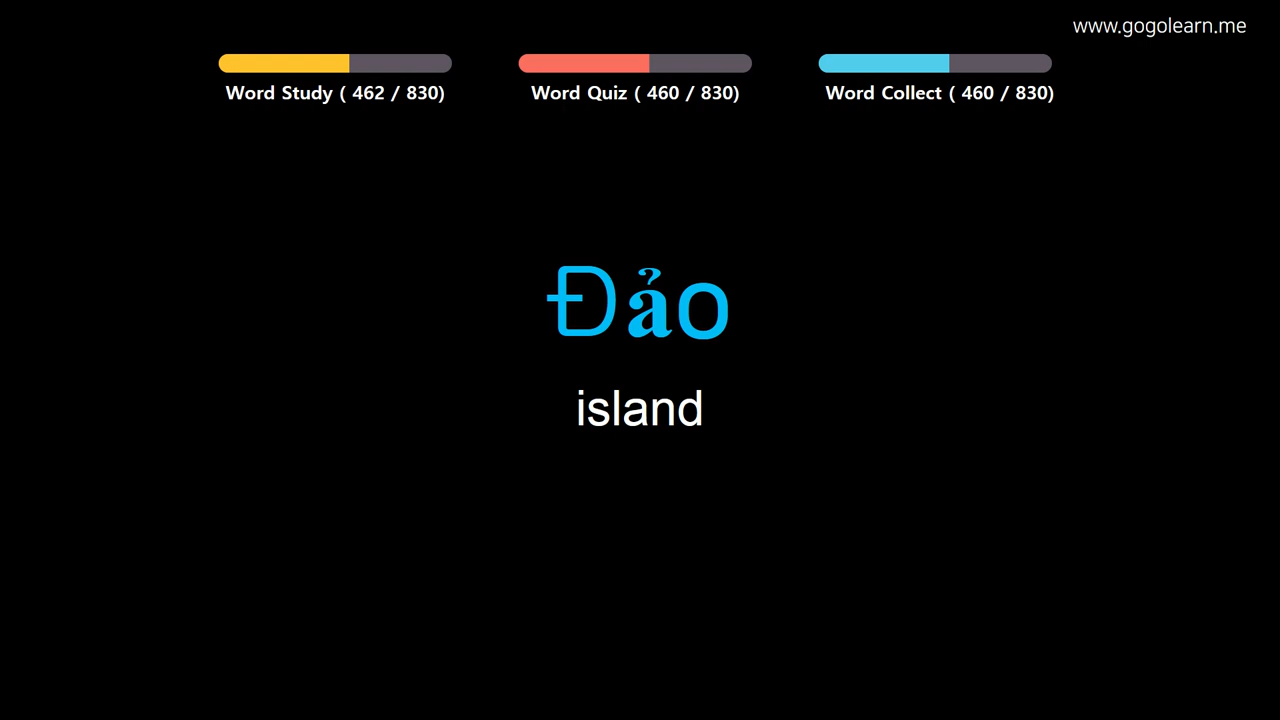 www.gogolearn.me
Word Study ( 462 / 830)
Word Quiz ( 460 / 830)
Word Collect ( 460 / 830)
Đảo
island